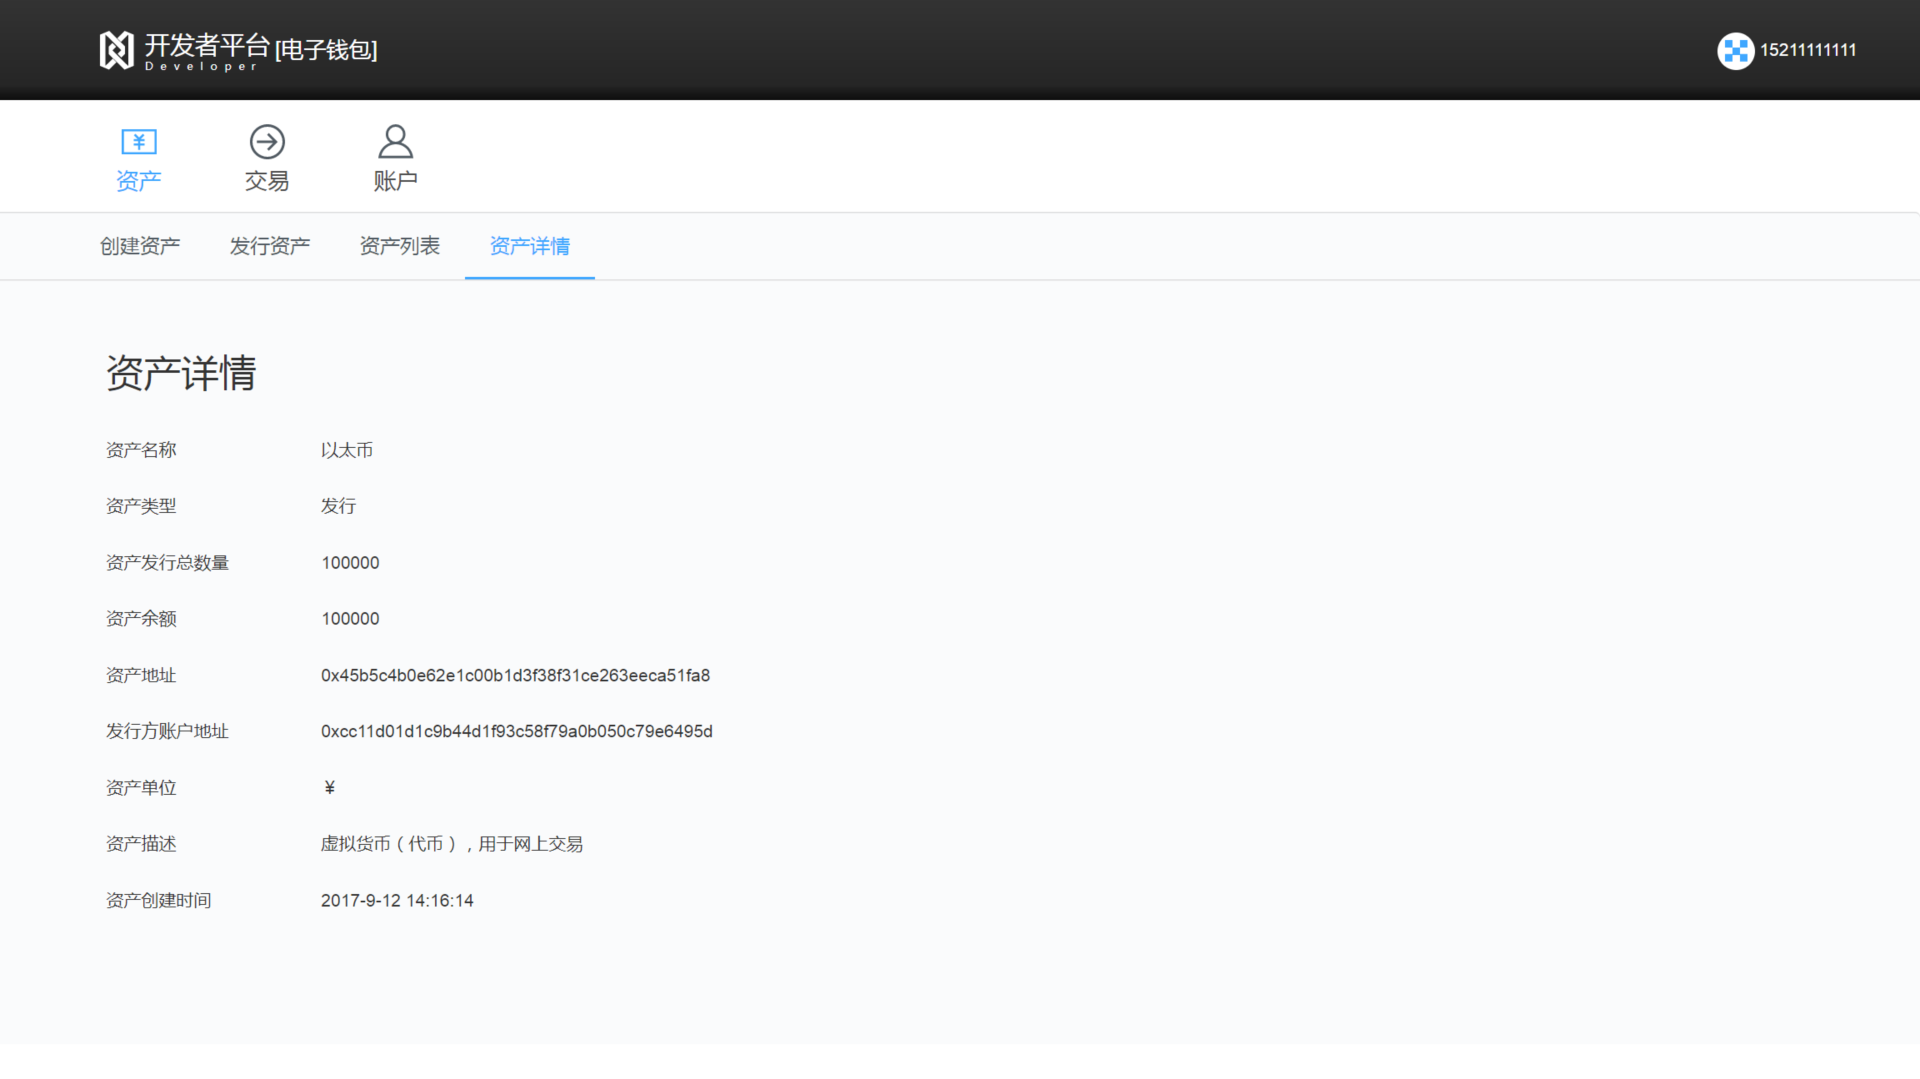 开发者平台 [电子钱包]
Developer
15211111111
¥
资产 交易 账户
创建资产 发行资产 资产列表 资产详情
资产详情
资产名称 以太币
资产类型 发行
资产发行总数量 100000
资产余额 100000
资产地址 0x45b5c4b0e62e1c00b1d3f38f31ce263eeca51fa8
发行方账户地址 0xcc11d01d1c9b44d1f93c58f79a0b050c79e6495d
资产单位 ¥
资产描述 虚拟货币（代币），用于网上交易
资产创建时间 2017-9-12 14:16:14